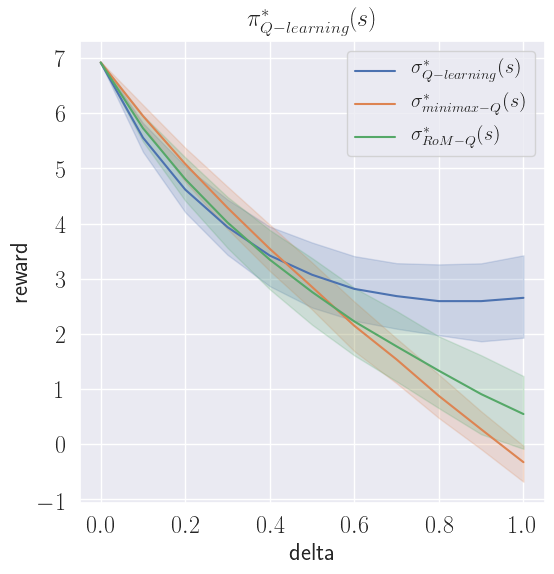 π*Q−learning(s)
7
6
5
4
3
2
1
0
−1
reward
σ*Q−learning(s)
σ*minimax−Q(s)
σ*RoM−Q(s)
0.0 0.2 0.4 0.6 0.8 1.0
delta